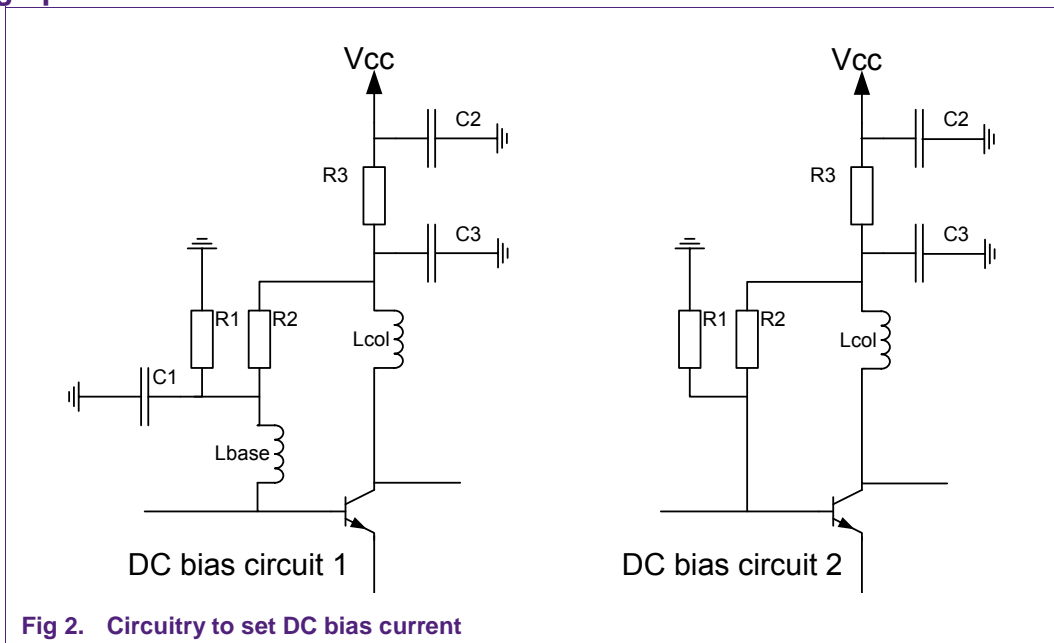 Vcc
C2
R3
C3
R1
R2
Lcol
C1
Lbase
DC bias circuit 1
Vcc
C2
R3
C3
R1
R2
Lcol
DC bias circuit 2
Fig 2. Circuitry to set DC bias current